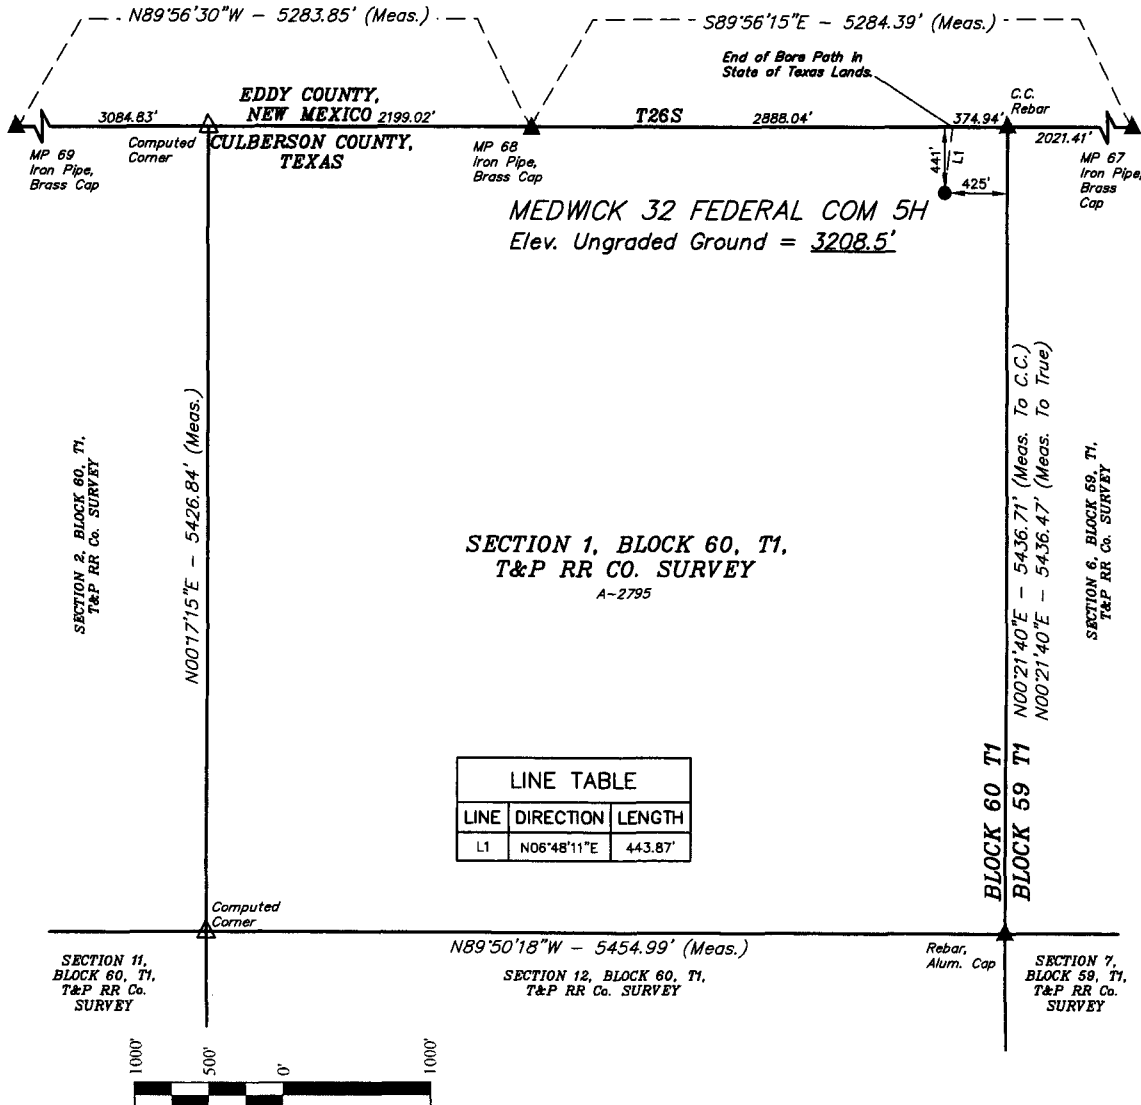 N89°56'30"W - 5283.85' (Meas.)
S89°56'15"E - 5284.39' (Meas.)
End of Bore Path in
State of Texas Lands.
C.C.
Rebar
EDDY COUNTY,
NEW MEXICO
3084.83'
2199.02'
T26S
2888.04'
374.94'
2021.41'
Computed
Corner
CULBERSON COUNTY,
TEXAS
MP 69
Iron Pipe,
Brass Cap
MP 68
Iron Pipe,
Brass Cap
MP 67
Iron Pipe,
Brass
Cap
441'
L1
425'
MEDWICK 32 FEDERAL COM 5H
Elev. Ungraded Ground = 3208.5'
SECTION 2, BLOCK 60, T1,
T&P RR Co. SURVEY
N00°17'15"E - 5426.84' (Meas.)
SECTION 1, BLOCK 60, T1,
T&P RR CO. SURVEY
A-2795
N00°21'40"E - 5436.71' (Meas. To C.C.)
N00°21'40"E - 5436.47' (Meas. To True)
SECTION 6, BLOCK 59, T1,
T&P RR Co. SURVEY
LINE TABLE
LINE DIRECTION LENGTH
L1 N06°48'11"E 443.87'
BLOCK 60 T1
BLOCK 59 T1
Computed
Corner
N89°50'18"W - 5454.99' (Meas.)
Rebar,
Alum. Cap
SECTION 11,
BLOCK 60, T1,
T&P RR Co.
SURVEY
SECTION 12, BLOCK 60, T1,
T&P RR Co. SURVEY
SECTION 7,
BLOCK 59, T1,
T&P RR Co.
SURVEY
1000'
500'
0'
1000'